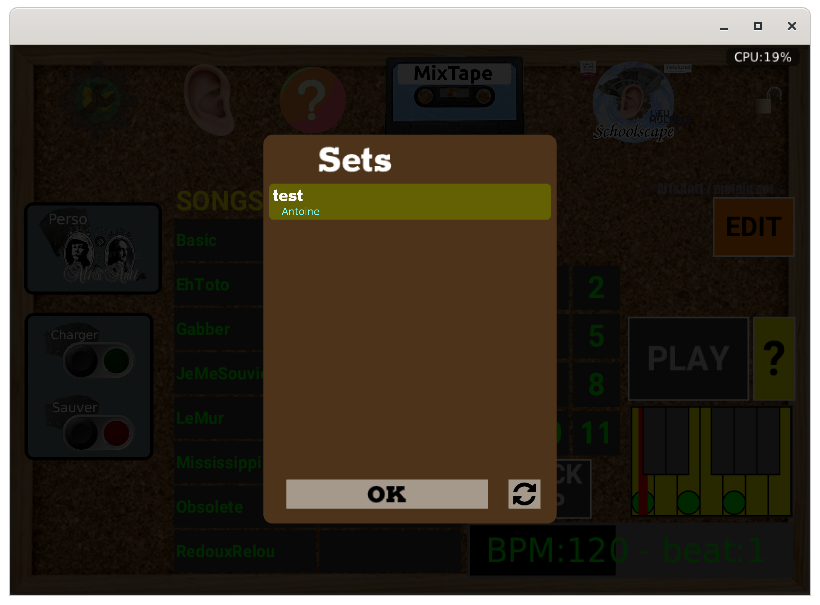 CPU:19%
MixTape
?
Schoolscape
Sets
test
Antoine
SONGS
Perso
EDIT
Basic
EhToto
2
Gabber
5
PLAY
?
Charger
JeMeSouvie
8
Sauver
LeMur
11
Mississippi
OK
Obsolete
RedouxRelou
BPM:120 - beat:1